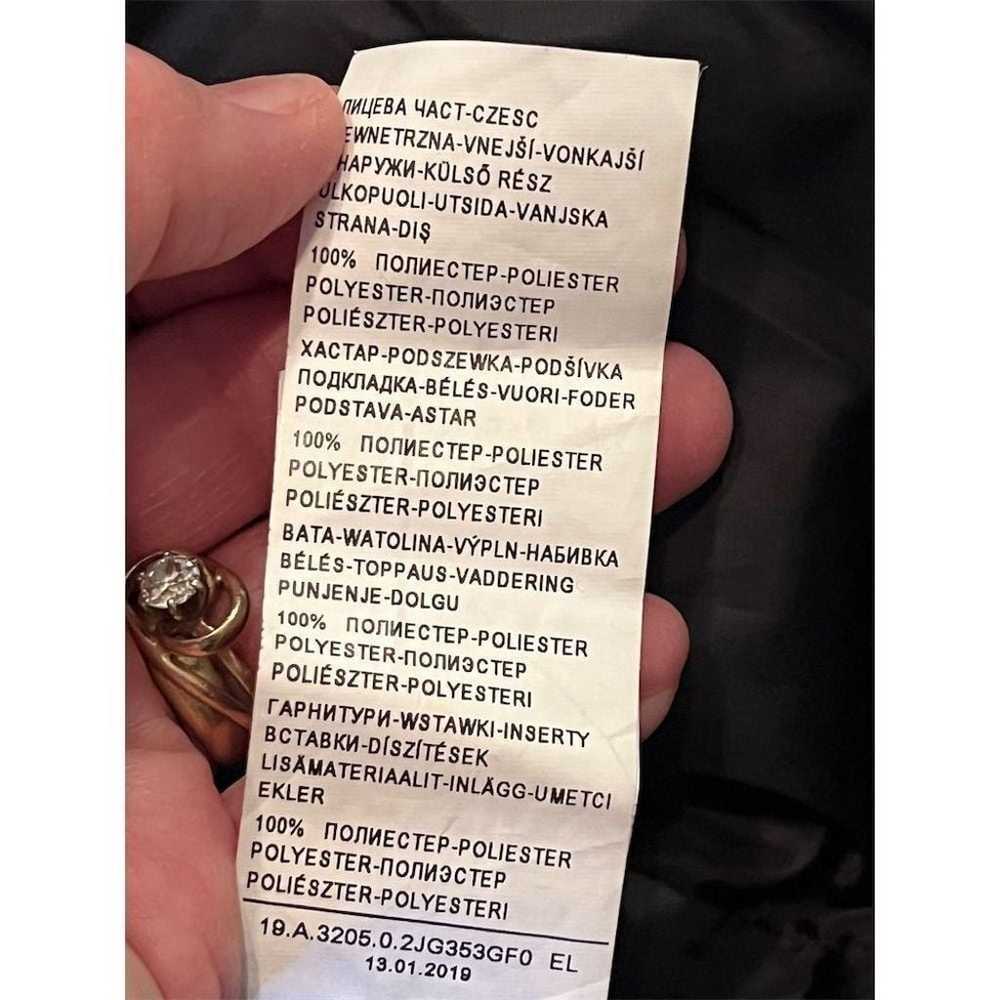 ЛИЦЕВА ЧАСТ-CZESC
EWNETRZNA-VNEJŠÍ-VONKAJŠÍ
НАРУЖИ-KÜLSŐ RÉSZ
ULKOPUOLI-UTSIDA-VANJSKA
STRANA-DIŞ
100% ПОЛИЕСТЕР-POLIESTER
POLYESTER-ПОЛИЭСТЕР
POLIÉSZTER-POLYESTERI
ХАСТАР-PODSZEWKA-PODŠÍVKA
ПОДКЛАДКА-BÉLÉS-VUORI-FODER
PODSTAVA-ASTAR
100% ПОЛИЕСТЕР-POLIESTER
POLYESTER-ПОЛИЭСТЕР
POLIÉSZTER-POLYESTERI
ВАТА-WATOLINA-VÝPLN-НАБИВКА
BÉLÉS-TOPPAUS-VADDERING
PUNJENJE-DOLGU
100% ПОЛИЕСТЕР-POLIESTER
POLYESTER-ПОЛИЭСТЕР
POLIÉSZTER-POLYESTERI
ГАРНИТУРИ-WSTAWKI-INSERTY
ВСТАВКИ-DÍSZÍTÉSEK
LISÄMATERIAALIT-INLÄGG-UMETCI
EKLER
100% ПОЛИЕСТЕР-POLIESTER
POLYESTER-ПОЛИЭСТЕР
POLIÉSZTER-POLYESTERI
19.A.3205.0.2JG353GF0 EL
13.01.2019